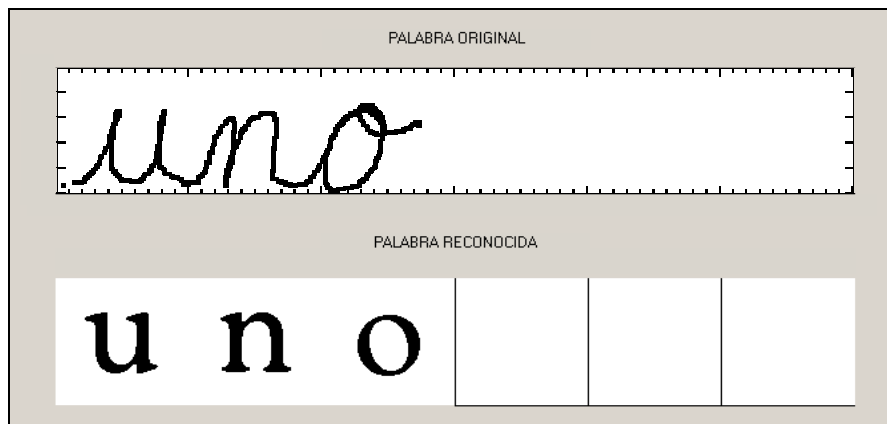 PALABRA ORIGINAL
uno
PALABRA RECONOCIDA
u n o